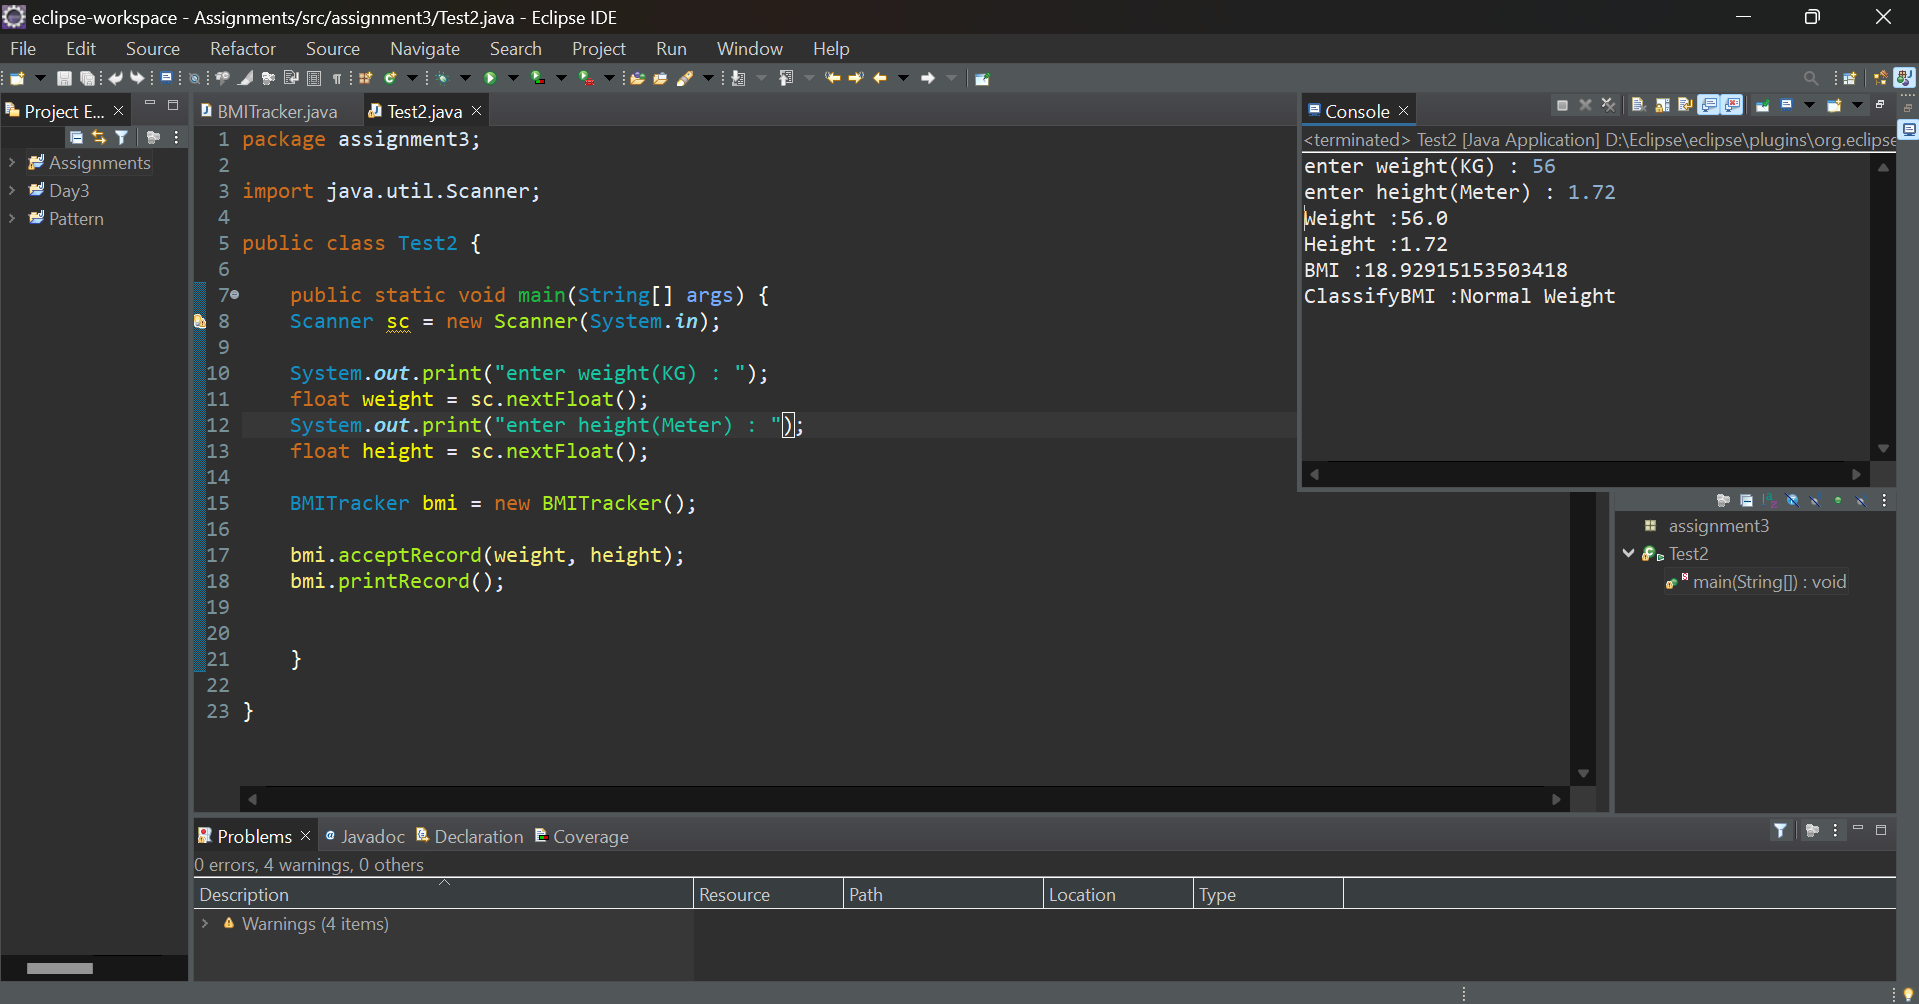 eclipse-workspace - Assignments/src/assignment3/Test2.java - Eclipse IDE
File Edit Source Refactor Source Navigate Search Project Run Window Help
Project E...
Assignments
Day3
Pattern
BMITracker.java
Test2.java
1 package assignment3;
2
3 import java.util.Scanner;
4
5 public class Test2 {
6
7 public static void main(String[] args) {
8 Scanner sc = new Scanner(System.in);
9
10 System.out.print("enter weight(KG) : ");
11 float weight = sc.nextFloat();
12 System.out.print("enter height(Meter) : ");
13 float height = sc.nextFloat();
14
15 BMITracker bmi = new BMITracker();
16
17 bmi.acceptRecord(weight, height);
18 bmi.printRecord();
19
20
21 }
22
23 }
Console
<terminated> Test2 [Java Application] D:\Eclipse\eclipse\plugins\org.eclipse
enter weight(KG) : 56
enter height(Meter) : 1.72
Weight :56.0
Height :1.72
BMI :18.92915153503418
ClassifyBMI :Normal Weight
assignment3
Test2
main(String[]) : void
Problems
Javadoc
Declaration
Coverage
0 errors, 4 warnings, 0 others
Description Resource Path Location Type
Warnings (4 items)